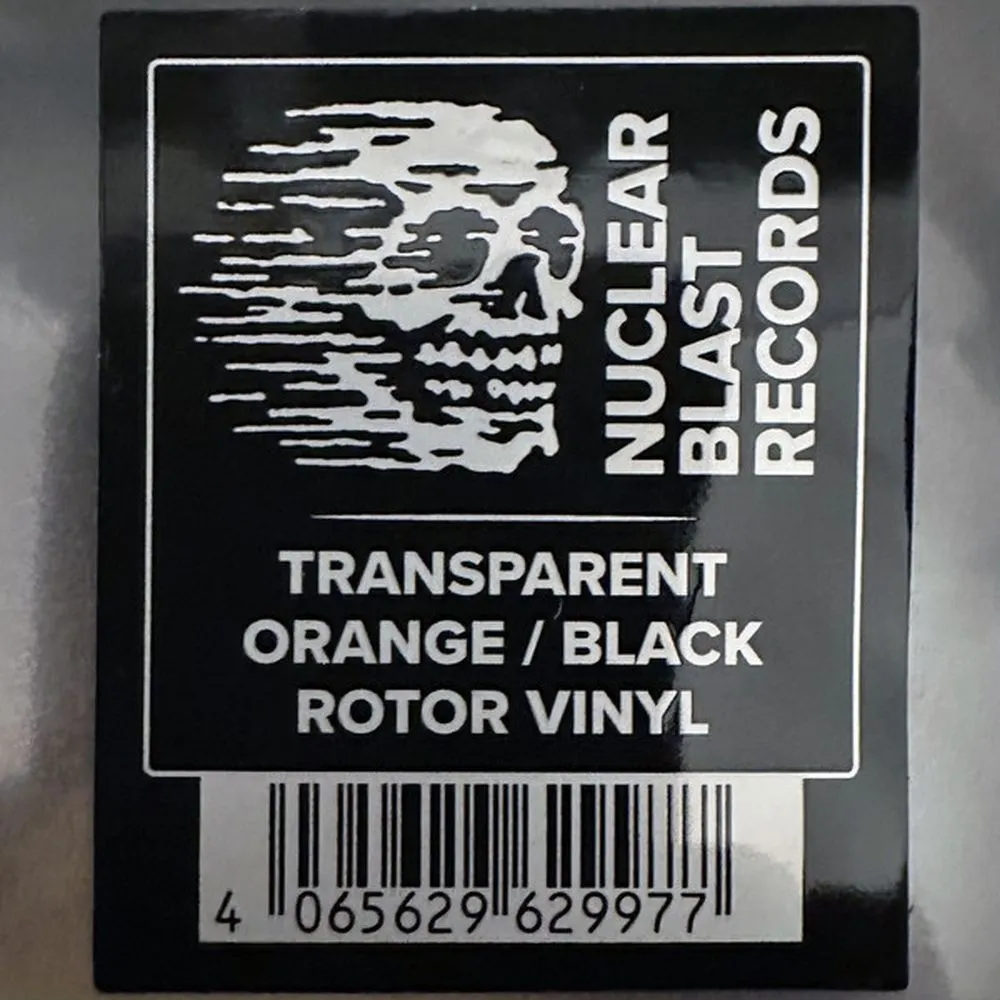 NUCLEAR
BLAST
RECORDS
TRANSPARENT
ORANGE / BLACK
ROTOR VINYL
4 065629 629977